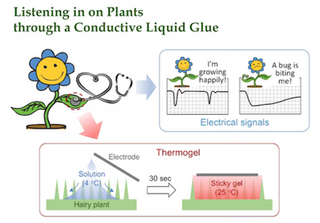 Listening in on Plants
through a Conductive Liquid Glue
I'm
growing
happily!
A bug is
biting
me!
Electrical signals
Thermogel
Electrode
Solution
(4 °C)
Hairy plant
30 sec
Sticky gel
(25 °C)